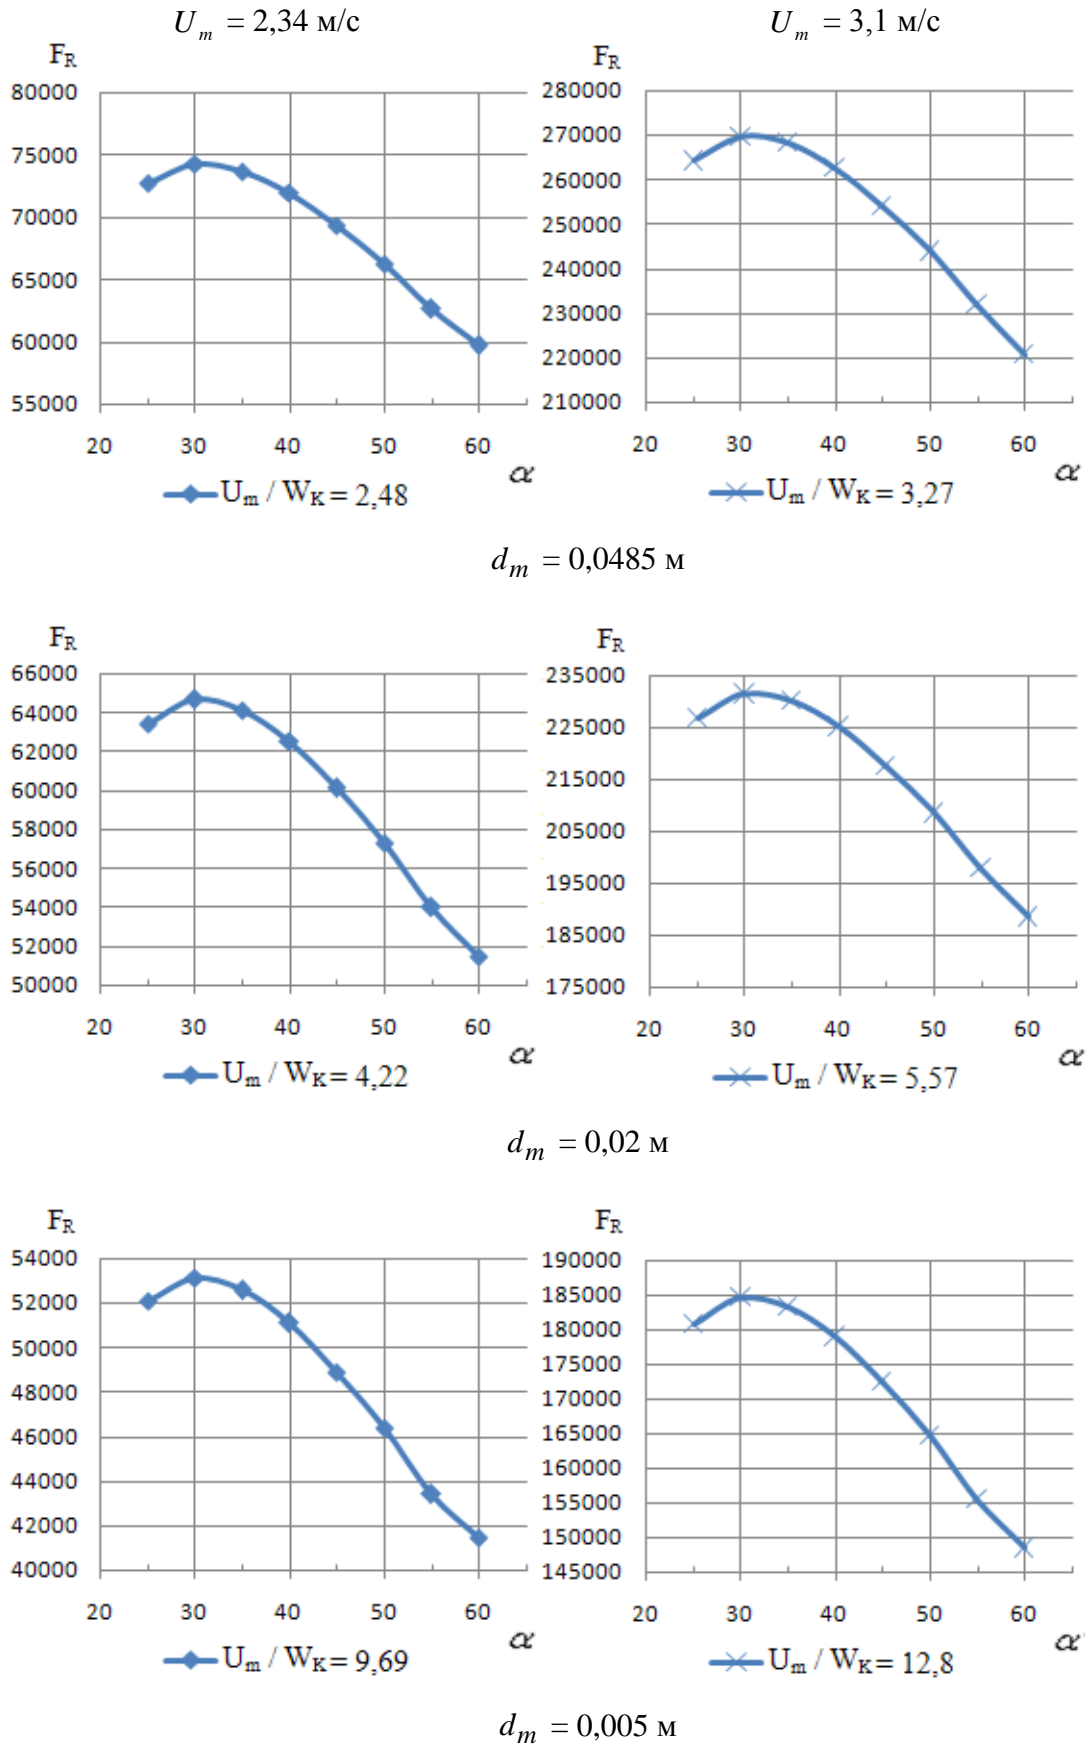 U_m = 2,34 м/с
U_m = 3,1 м/с
F_R
80000
75000
70000
65000
60000
55000
20 30 40 50 60
α
U_m / W_K = 2,48
F_R
280000
270000
260000
250000
240000
230000
220000
210000
20 30 40 50 60
α
U_m / W_K = 3,27
d_m = 0,0485 м
F_R
66000
64000
62000
60000
58000
56000
54000
52000
50000
20 30 40 50 60
α
U_m / W_K = 4,22
F_R
235000
225000
215000
205000
195000
185000
175000
20 30 40 50 60
α
U_m / W_K = 5,57
d_m = 0,02 м
F_R
54000
52000
50000
48000
46000
44000
42000
40000
20 30 40 50 60
α
U_m / W_K = 9,69
F_R
190000
185000
180000
175000
170000
165000
160000
155000
150000
145000
20 30 40 50 60
α
U_m / W_K = 12,8
d_m = 0,005 м